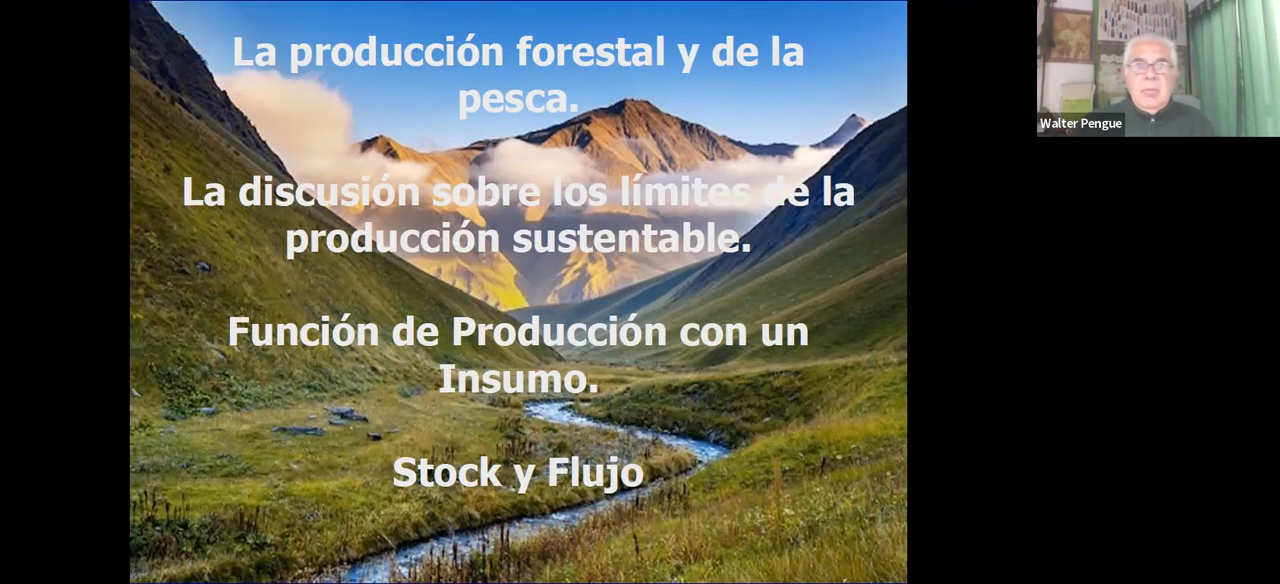 La producción forestal y de la
pesca.
La discusión sobre los límites de la
producción sustentable.
Función de Producción con un
Insumo.
Stock y Flujo
Walter Pengue